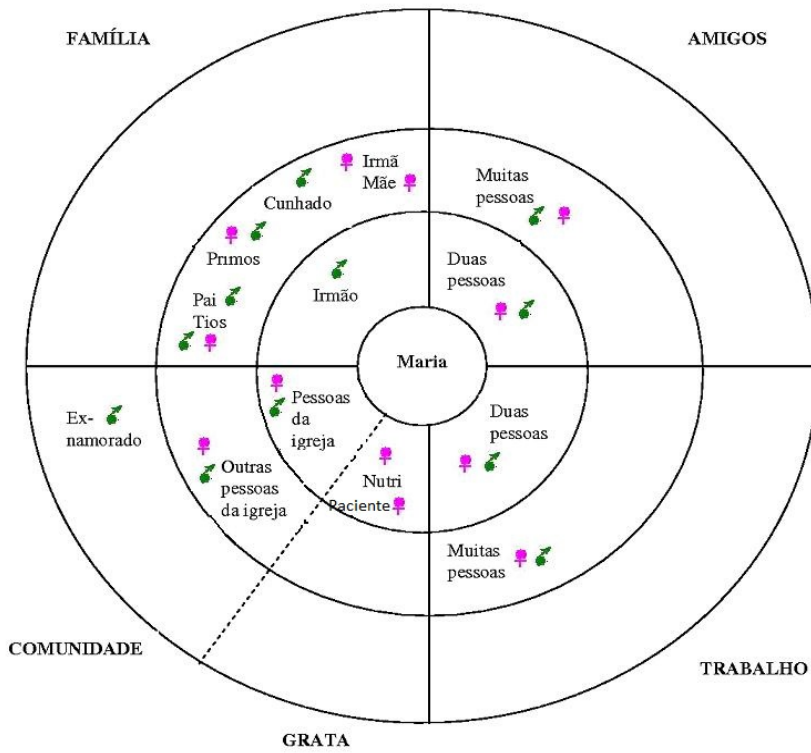 FAMÍLIA
AMIGOS
Irmã
Mãe
Cunhado
Primos
Pai
Tios
Irmão
Muitas
pessoas
Duas
pessoas
Maria
Ex-
namorado
Pessoas
da
igreja
Outras
pessoas
da igreja
Nutri
Paciente
Duas
pessoas
Muitas
pessoas
COMUNIDADE
GRATA
TRABALHO